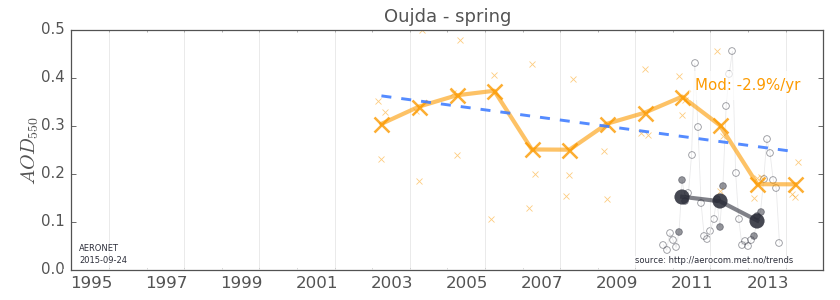 Oujda - spring
0.5
0.4
0.3
0.2
0.1
0.0
AOD550
Mod: -2.9%/yr
AERONET
2015-09-24
source: http://aerocom.met.no/trends
1995 1997 1999 2001 2003 2005 2007 2009 2011 2013